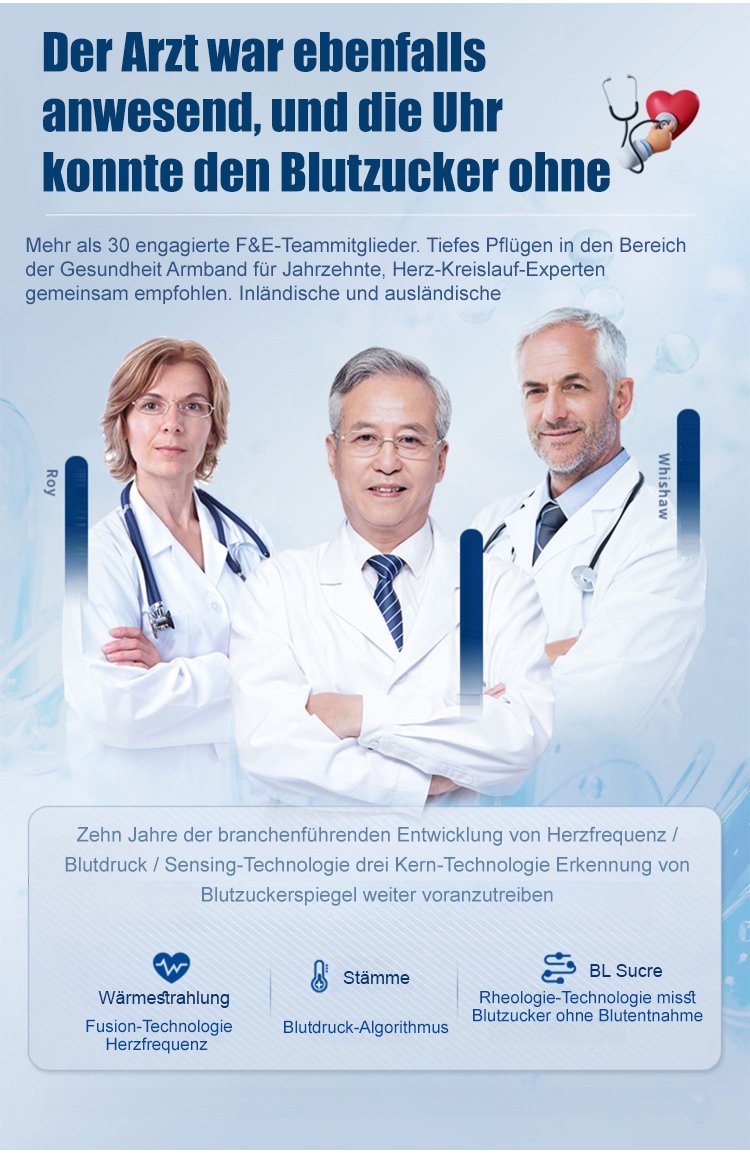 Der Arzt war ebenfalls
anwesend, und die Uhr
konnte den Blutzucker ohne
Mehr als 30 engagierte F&E-Teammitglieder. Tiefes Pflügen in den Bereich
der Gesundheit Armband für Jahrzehnte, Herz-Kreislauf-Experten
gemeinsam empfohlen. Inländische und ausländische
Roy
Whishaw
Zehn Jahre der branchenführenden Entwicklung von Herzfrequenz /
Blutdruck / Sensing-Technologie drei Kern-Technologie Erkennung von
Blutzuckerspiegel weiter voranzutreiben
Wärmestrahlung
Fusion-Technologie
Herzfrequenz
Stämme
Blutdruck-Algorithmus
BL Sucre
Rheologie-Technologie misst
Blutzucker ohne Blutentnahme